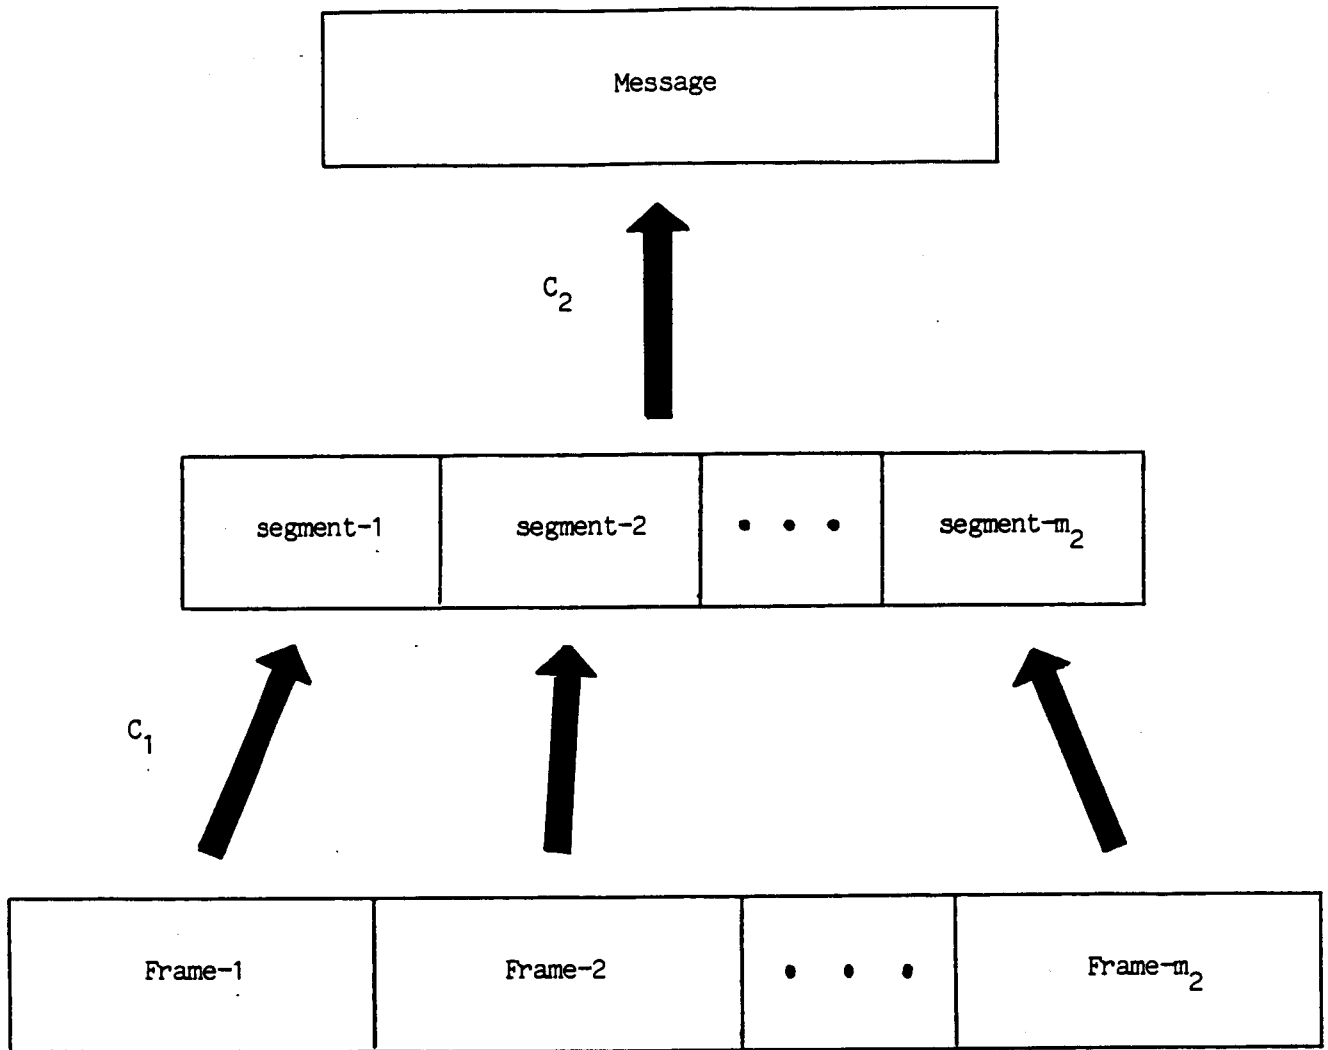 Message
C₂
segment-1 segment-2 • • • segment-m₂
C₁
Frame-1 Frame-2 • • • Frame-m₂